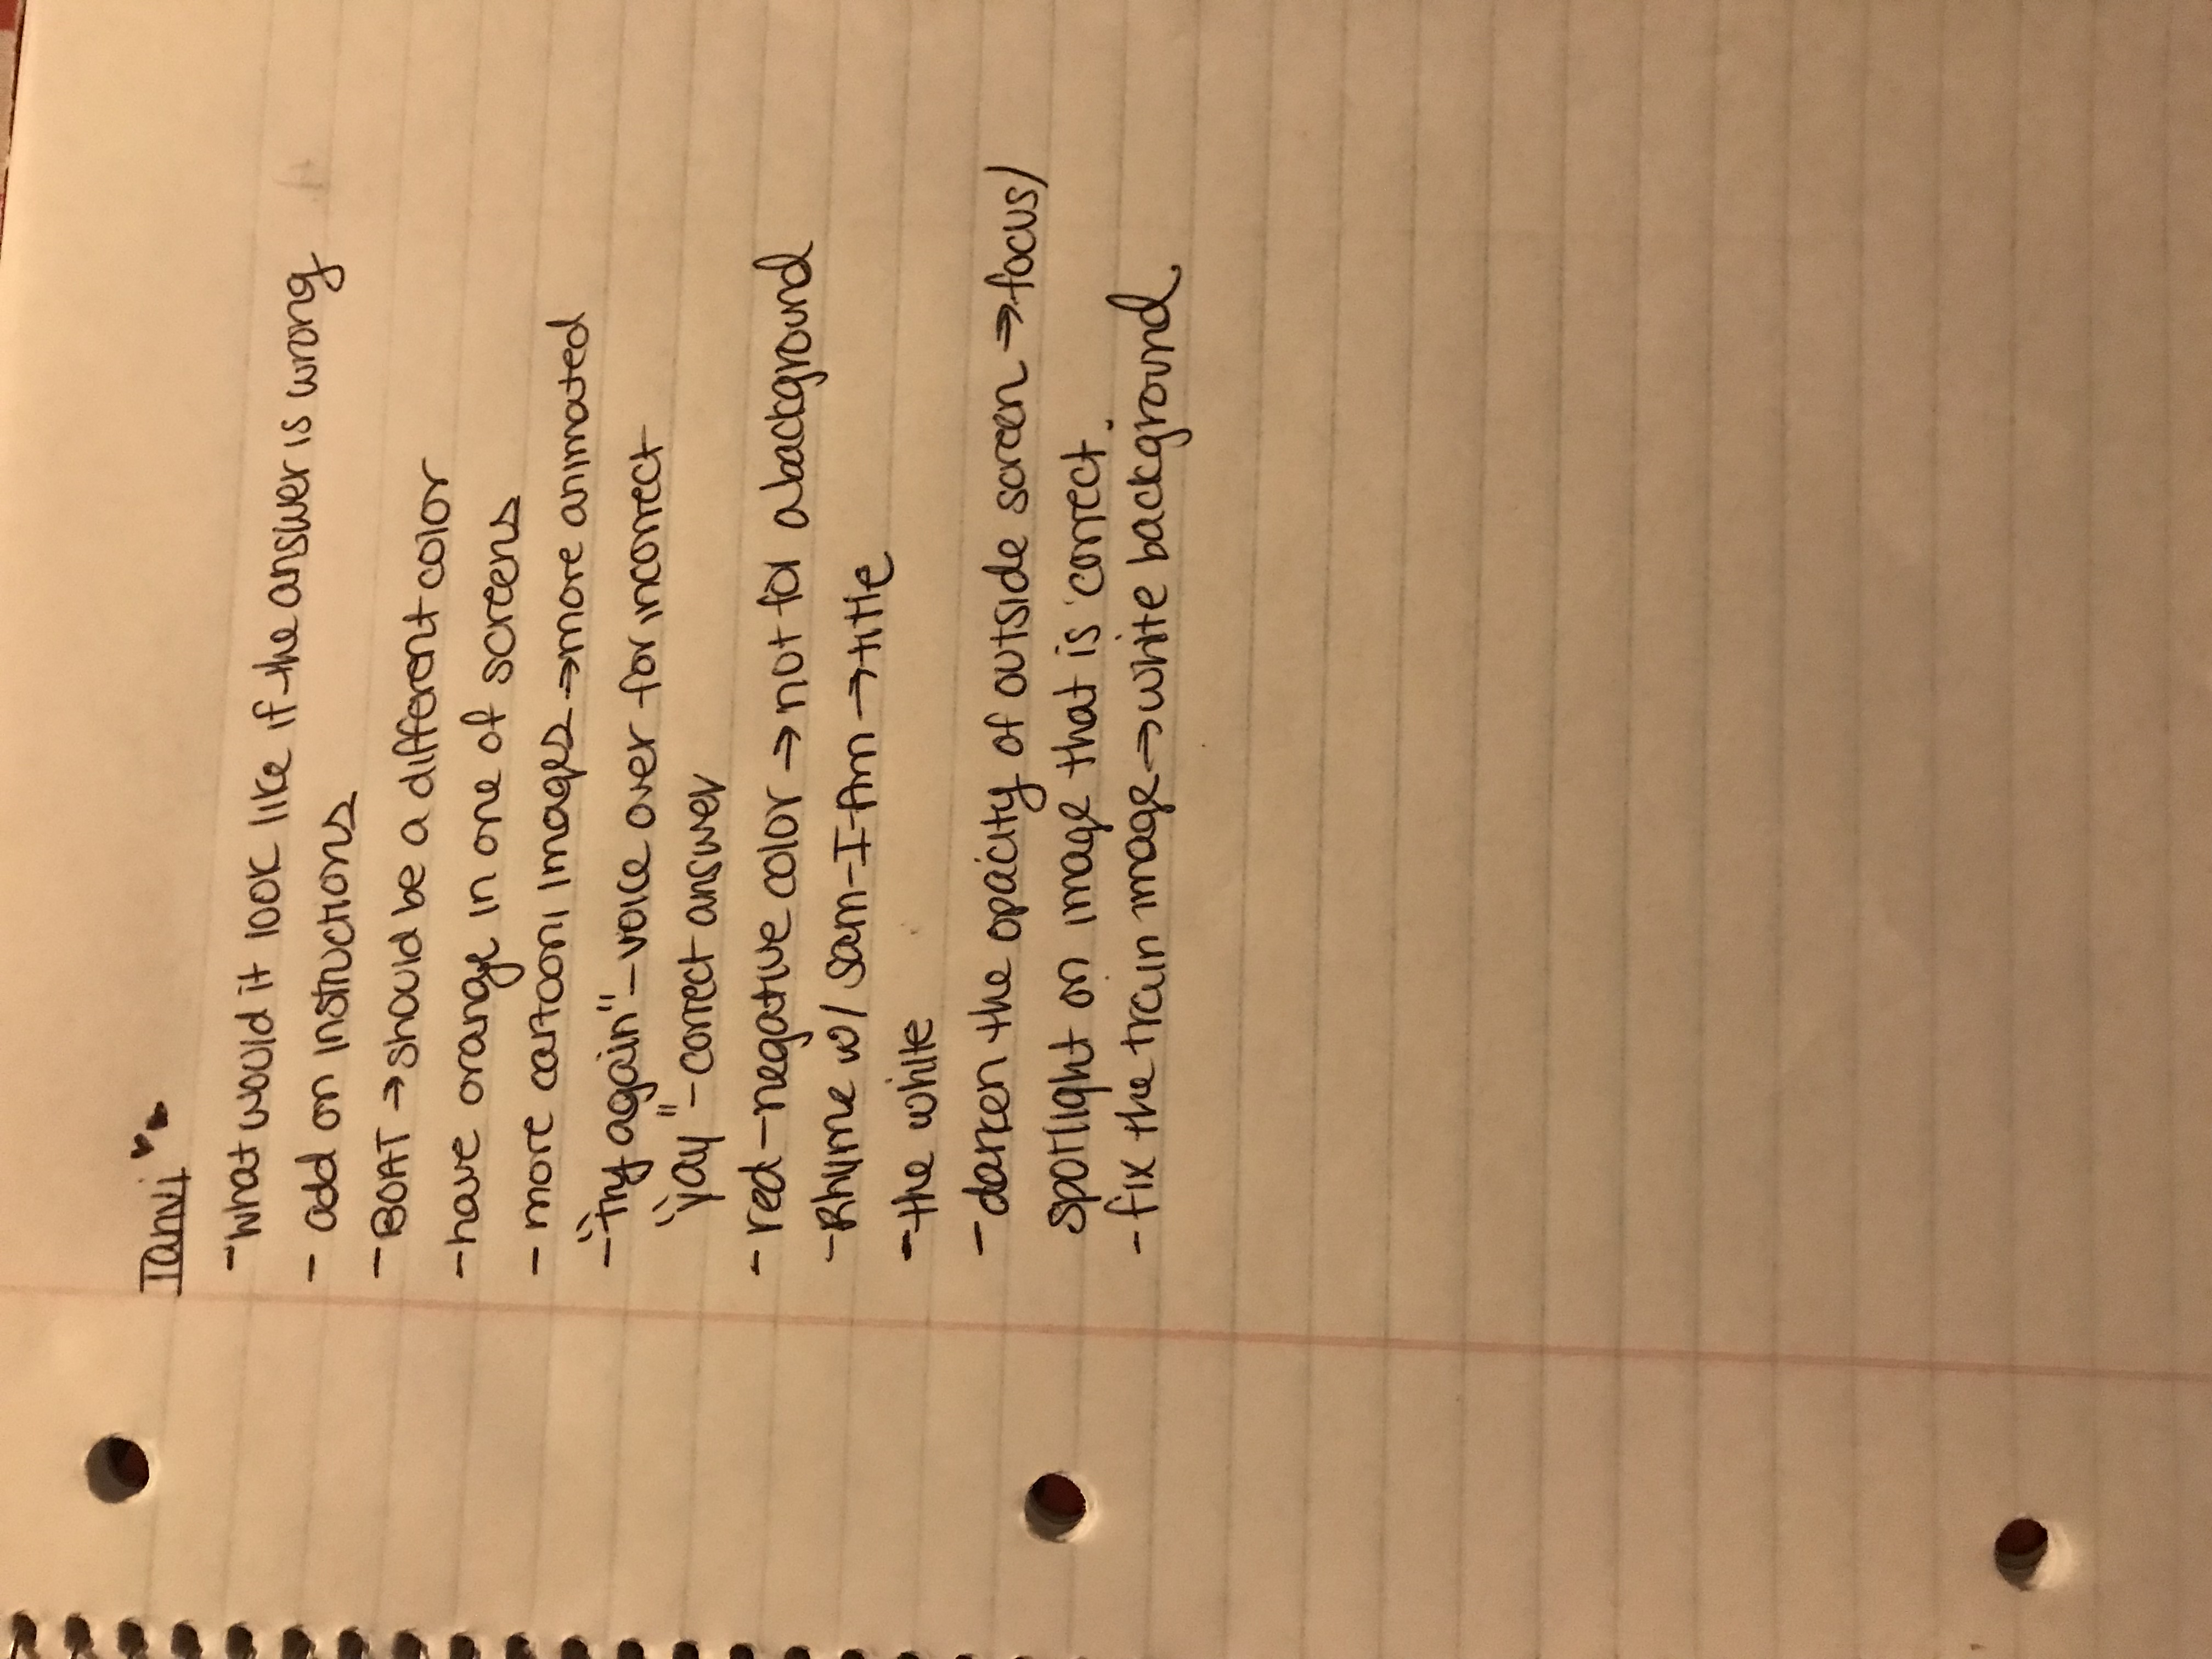 Tanvi
- what would it look like if the answer is wrong
- add on instructions
- BOAT → should be a different color
- have orange in one of screens
- more cartooni images → more animated
- "try again" - voice over for incorrect
"yay" - correct answer
- red - negative color → not for a background
- Rhyme w/ Sam-I-Am → title
- the white
- darken the opacity of outside screen → focus/
spotlight on image that is correct.
- fix the train image → white background.